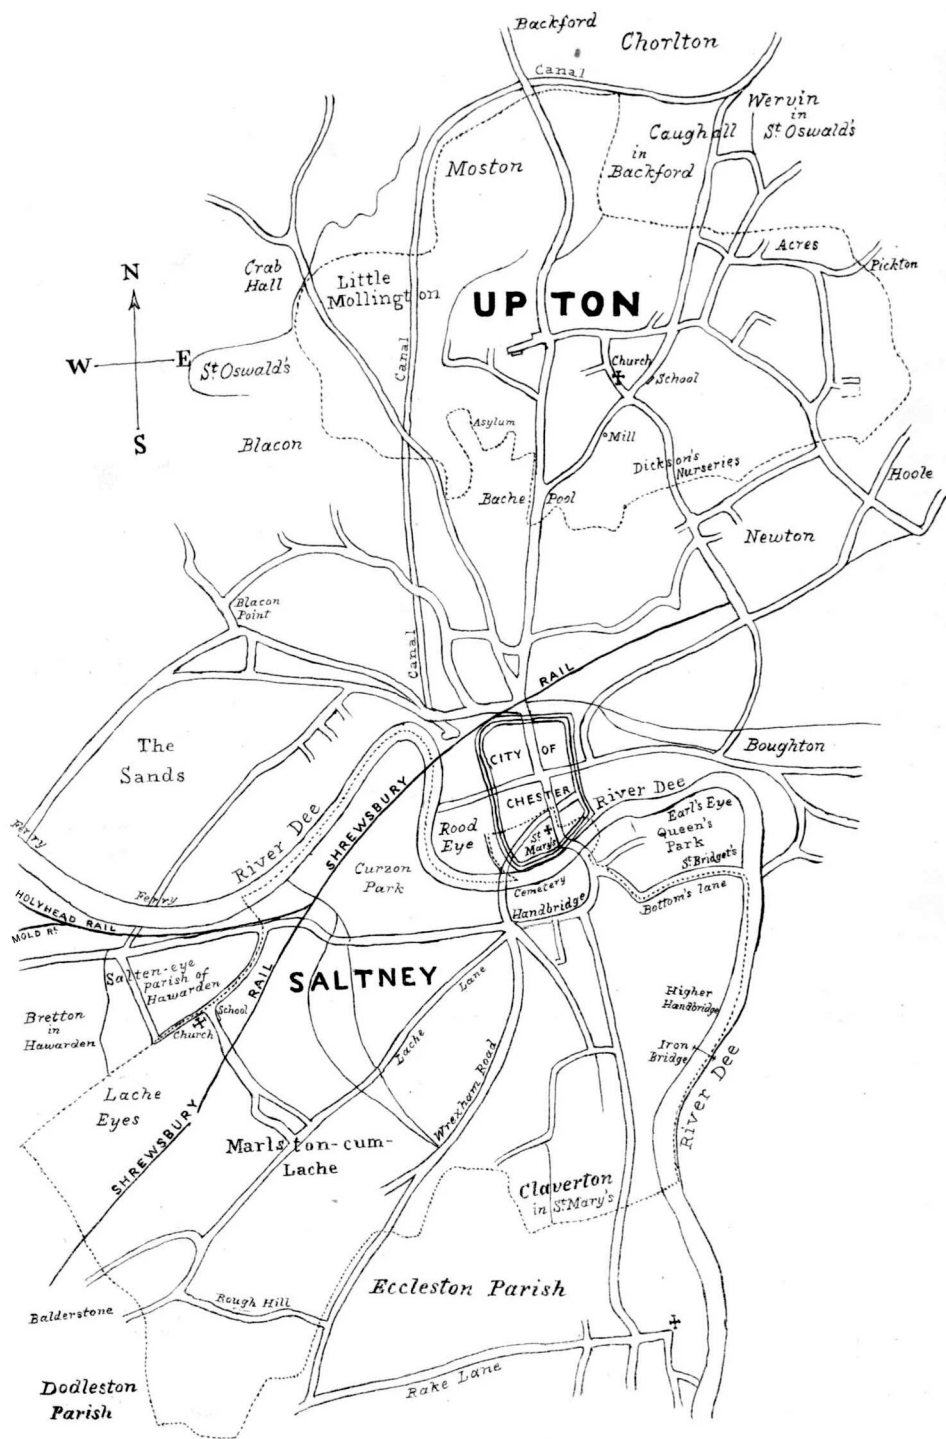 Backford
Chorlton
Canal
Wervin
in
St Oswald's
Caughall
in
Backford
Moston
Acres
Pickton
Crab
Hall
Little
Mollington
UPTON
N
W E
S
St Oswald's
Canal
Church
School
Blacon
Asylum
Mill
Dickson's
Nurseries
Hoole
Bache Pool
Newton
Blacon
Point
Canal
RAIL
The
Sands
CITY OF
CHESTER
Boughton
River Dee
River Dee
SHREWSBURY
Rood
Eye
St
Mary's
Earl's Eye
Queen's
Park
St Bridget's
Ferry
Ferry
Curzon
Park
Cemetery
Handbridge
Bottom's lane
HOLYHEAD RAIL
MOLD Rd.
Salten-eye
parish of
Hawarden
RAIL
SALTNEY
Lache Lane
Bretton
in
Hawarden
School
Church
Higher
Handbridge
Iron
Bridge
River Dee
Wrexham Road
Lache
Eyes
SHREWSBURY
Marlston-cum-
Lache
Claverton
in St Mary's
Eccleston Parish
Rough Hill
Balderstone
Rake Lane
Dodleston
Parish